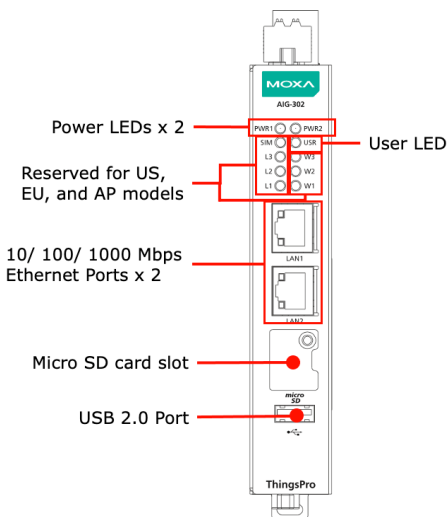 MOXA
AIG-302
Power LEDs x 2
PWR1 PWR2
SIM USR
User LED
L3 W3
L2 W2
L1 W1
Reserved for US,
EU, and AP models
10/ 100/ 1000 Mbps
Ethernet Ports x 2
LAN1
LAN2
Micro SD card slot
micro
SD
USB 2.0 Port
ThingsPro